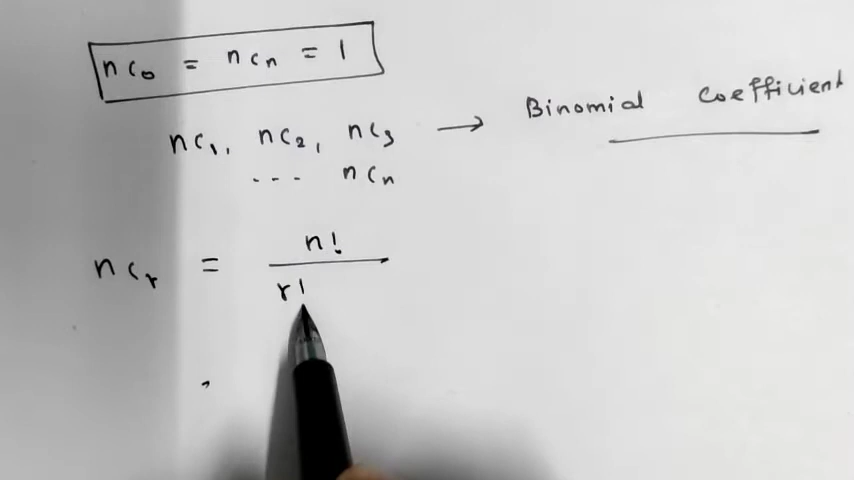 nC₀ = nCₙ = 1
nC₁, nC₂, nC₃ → Binomial Coefficient
... nCₙ
nCᵣ = n!
r!